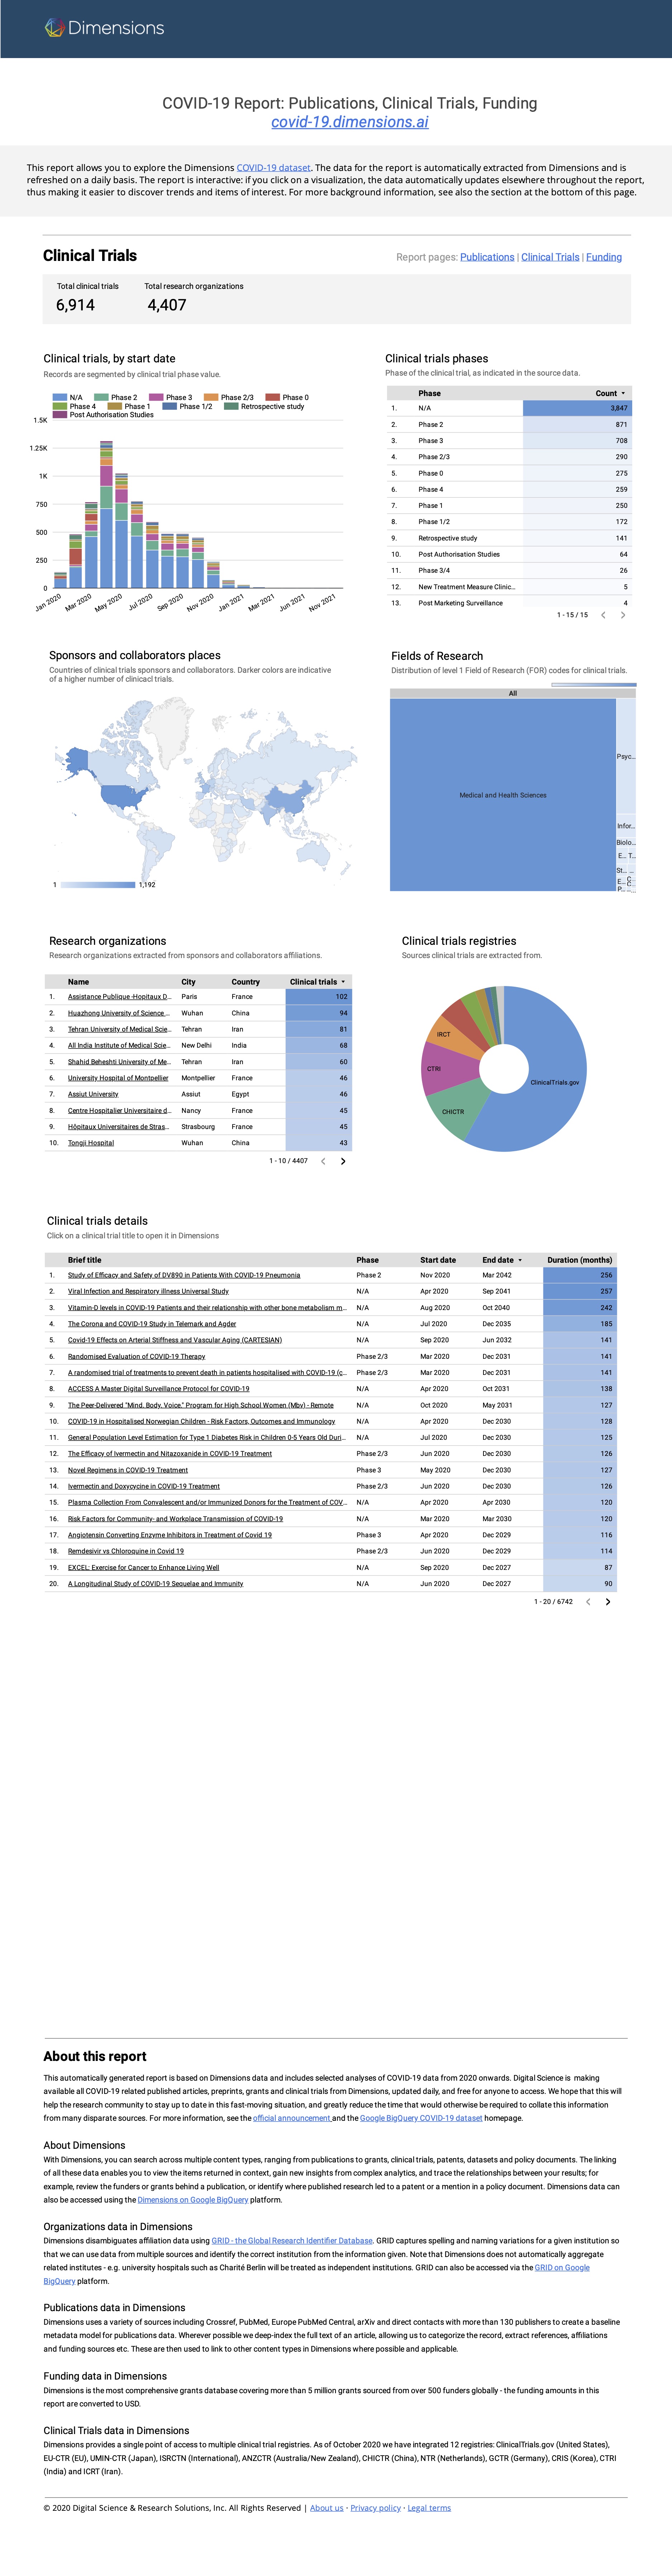 Dimensions
COVID-19 Report: Publications, Clinical Trials, Funding
covid-19.dimensions.ai
This report allows you to explore the Dimensions COVID-19 dataset. The data for the report is automatically extracted from Dimensions and is
refreshed on a daily basis. The report is interactive: if you click on a visualization, the data automatically updates elsewhere throughout the report,
thus making it easier to discover trends and items of interest. For more background information, see also the section at the bottom of this page.
Clinical Trials
Report pages: Publications | Clinical Trials | Funding
Total clinical trials
Total research organizations
6,914
4,407
Clinical trials, by start date
Records are segmented by clinical trial phase value.
N/A Phase 2 Phase 3 Phase 2/3 Phase 0
Phase 4 Phase 1 Phase 1/2 Retrospective study
Post Authorisation Studies
1.5K
1.25K
1K
750
500
250
0
Jan 2020 Mar 2020 May 2020 Jul 2020 Sep 2020 Nov 2020 Jan 2021 Mar 2021 Jun 2021 Nov 2021
Clinical trials phases
Phase of the clinical trial, as indicated in the source data.
Phase Count
1. N/A 3,847
2. Phase 2 871
3. Phase 3 708
4. Phase 2/3 290
5. Phase 0 275
6. Phase 4 259
7. Phase 1 250
8. Phase 1/2 172
9. Retrospective study 141
10. Post Authorisation Studies 64
11. Phase 3/4 26
12. New Treatment Measure Clinic... 5
13. Post Marketing Surveillance 4
1 - 15 / 15
Sponsors and collaborators places
Countries of clinical trials sponsors and collaborators. Darker colors are indicative
of a higher number of clinicacl trials.
1 1,192
Fields of Research
Distribution of level 1 Field of Research (FOR) codes for clinical trials.
All
Medical and Health Sciences
Psyc...
Infor...
Biolo...
E... T...
St... ...
E... C...
C...
P... ...
Research organizations
Research organizations extracted from sponsors and collaborators affiliations.
Name City Country Clinical trials
1. Assistance Publique -Hopitaux D... Paris France 102
2. Huazhong University of Science ... Wuhan China 94
3. Tehran University of Medical Scie... Tehran Iran 81
4. All India Institute of Medical Scie... New Delhi India 68
5. Shahid Beheshti University of Me... Tehran Iran 60
6. University Hospital of Montpellier Montpellier France 46
7. Assiut University Assiut Egypt 46
8. Centre Hospitalier Universitaire d... Nancy France 45
9. Hôpitaux Universitaires de Stras... Strasbourg France 45
10. Tongji Hospital Wuhan China 43
1 - 10 / 4407
Clinical trials registries
Sources clinical trials are extracted from.
IRCT
CTRI
CHICTR
ClinicalTrials.gov
Clinical trials details
Click on a clinical trial title to open it in Dimensions
Brief title Phase Start date End date Duration (months)
1. Study of Efficacy and Safety of DV890 in Patients With COVID-19 Pneumonia Phase 2 Nov 2020 Mar 2042 256
2. Viral Infection and Respiratory illness Universal Study N/A Apr 2020 Sep 2041 257
3. Vitamin-D levels in COVID-19 Patients and their relationship with other bone metabolism m... N/A Aug 2020 Oct 2040 242
4. The Corona and COVID-19 Study in Telemark and Agder N/A Jul 2020 Dec 2035 185
5. Covid-19 Effects on Arterial Stiffness and Vascular Aging (CARTESIAN) N/A Sep 2020 Jun 2032 141
6. Randomised Evaluation of COVID-19 Therapy Phase 2/3 Mar 2020 Dec 2031 141
7. A randomised trial of treatments to prevent death in patients hospitalised with COVID-19 (c... Phase 2/3 Mar 2020 Dec 2031 141
8. ACCESS A Master Digital Surveillance Protocol for COVID-19 N/A Apr 2020 Oct 2031 138
9. The Peer-Delivered "Mind, Body, Voice." Program for High School Women (Mbv) - Remote N/A Oct 2020 May 2031 127
10. COVID-19 in Hospitalised Norwegian Children - Risk Factors, Outcomes and Immunology N/A Apr 2020 Dec 2030 128
11. General Population Level Estimation for Type 1 Diabetes Risk in Children 0-5 Years Old Duri... N/A Jul 2020 Dec 2030 125
12. The Efficacy of Ivermectin and Nitazoxanide in COVID-19 Treatment Phase 2/3 Jun 2020 Dec 2030 126
13. Novel Regimens in COVID-19 Treatment Phase 3 May 2020 Dec 2030 127
14. Ivermectin and Doxycycine in COVID-19 Treatment Phase 2/3 Jun 2020 Dec 2030 126
15. Plasma Collection From Convalescent and/or Immunized Donors for the Treatment of COV... N/A Apr 2020 Apr 2030 120
16. Risk Factors for Community- and Workplace Transmission of COVID-19 N/A Mar 2020 Mar 2030 120
17. Angiotensin Converting Enzyme Inhibitors in Treatment of Covid 19 Phase 3 Apr 2020 Dec 2029 116
18. Remdesivir vs Chloroquine in Covid 19 Phase 2/3 Jun 2020 Dec 2029 114
19. EXCEL: Exercise for Cancer to Enhance Living Well N/A Sep 2020 Dec 2027 87
20. A Longitudinal Study of COVID-19 Sequelae and Immunity N/A Jun 2020 Dec 2027 90
1 - 20 / 6742
About this report
This automatically generated report is based on Dimensions data and includes selected analyses of COVID-19 data from 2020 onwards. Digital Science is making
available all COVID-19 related published articles, preprints, grants and clinical trials from Dimensions, updated daily, and free for anyone to access. We hope that this will
help the research community to stay up to date in this fast-moving situation, and greatly reduce the time that would otherwise be required to collate this information
from many disparate sources. For more information, see the official announcement and the Google BigQuery COVID-19 dataset homepage.
About Dimensions
With Dimensions, you can search across multiple content types, ranging from publications to grants, clinical trials, patents, datasets and policy documents. The linking
of all these data enables you to view the items returned in context, gain new insights from complex analytics, and trace the relationships between your results; for
example, review the funders or grants behind a publication, or identify where published research led to a patent or a mention in a policy document. Dimensions data can
also be accessed using the Dimensions on Google BigQuery platform.
Organizations data in Dimensions
Dimensions disambiguates affiliation data using GRID - the Global Research Identifier Database. GRID captures spelling and naming variations for a given institution so
that we can use data from multiple sources and identify the correct institution from the information given. Note that Dimensions does not automatically aggregate
related institutes - e.g. university hospitals such as Charité Berlin will be treated as independent institutions. GRID can also be accessed via the GRID on Google
BigQuery platform.
Publications data in Dimensions
Dimensions uses a variety of sources including Crossref, PubMed, Europe PubMed Central, arXiv and direct contacts with more than 130 publishers to create a baseline
metadata model for publications data. Wherever possible we deep-index the full text of an article, allowing us to categorize the record, extract references, affiliations
and funding sources etc. These are then used to link to other content types in Dimensions where possible and applicable.
Funding data in Dimensions
Dimensions is the most comprehensive grants database covering more than 5 million grants sourced from over 500 funders globally - the funding amounts in this
report are converted to USD.
Clinical Trials data in Dimensions
Dimensions provides a single point of access to multiple clinical trial registries. As of October 2020 we have integrated 12 registries: ClinicalTrials.gov (United States),
EU-CTR (EU), UMIN-CTR (Japan), ISRCTN (International), ANZCTR (Australia/New Zealand), CHICTR (China), NTR (Netherlands), GCTR (Germany), CRIS (Korea), CTRI
(India) and ICRT (Iran).
© 2020 Digital Science & Research Solutions, Inc. All Rights Reserved | About us · Privacy policy · Legal terms